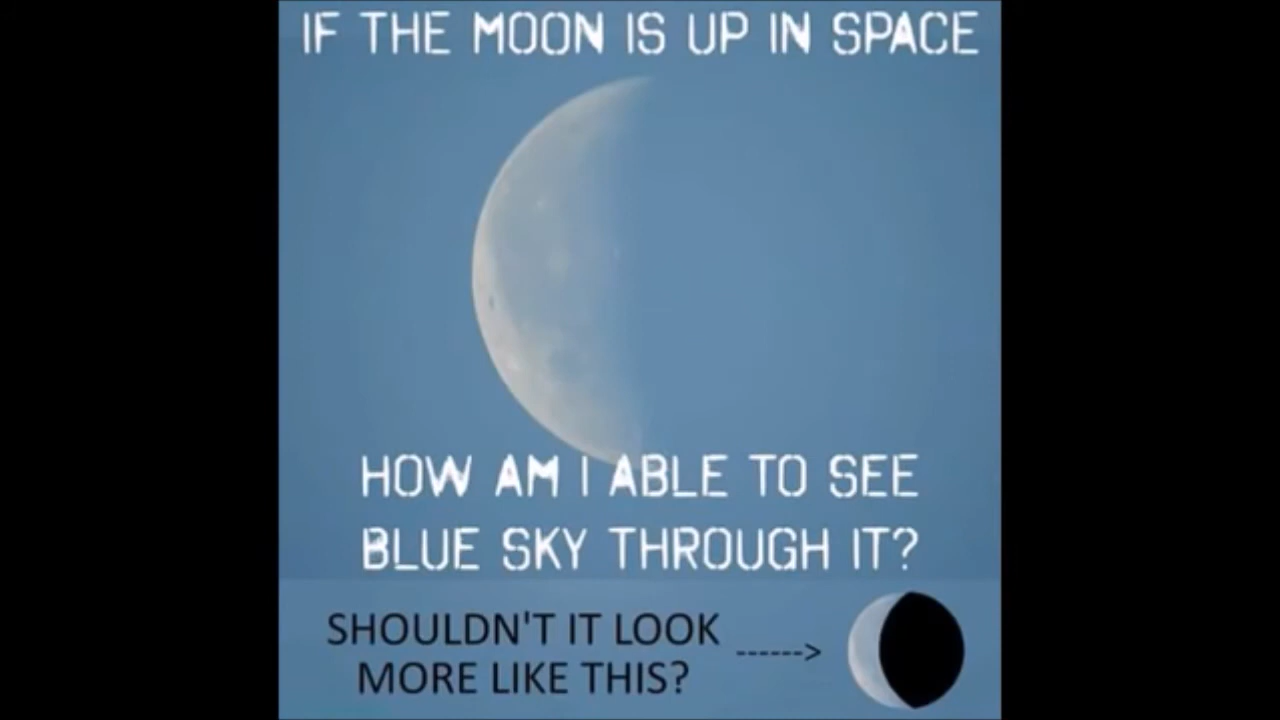 IF THE MOON IS UP IN SPACE
HOW AM I ABLE TO SEE
BLUE SKY THROUGH IT?
SHOULDN'T IT LOOK
MORE LIKE THIS?
------>